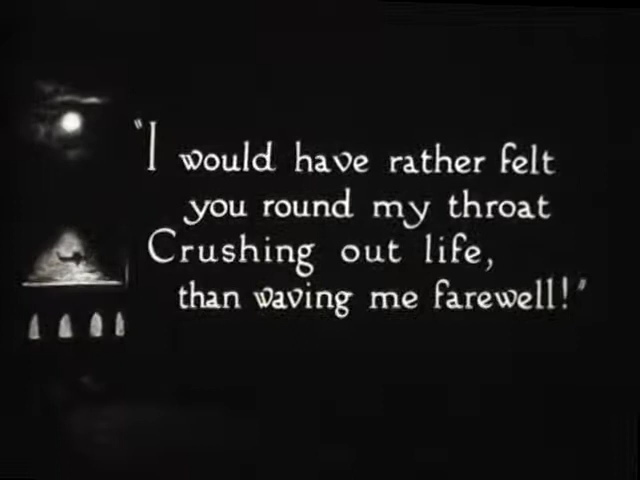 "I would have rather felt
you round my throat
Crushing out life,
than waving me farewell!"